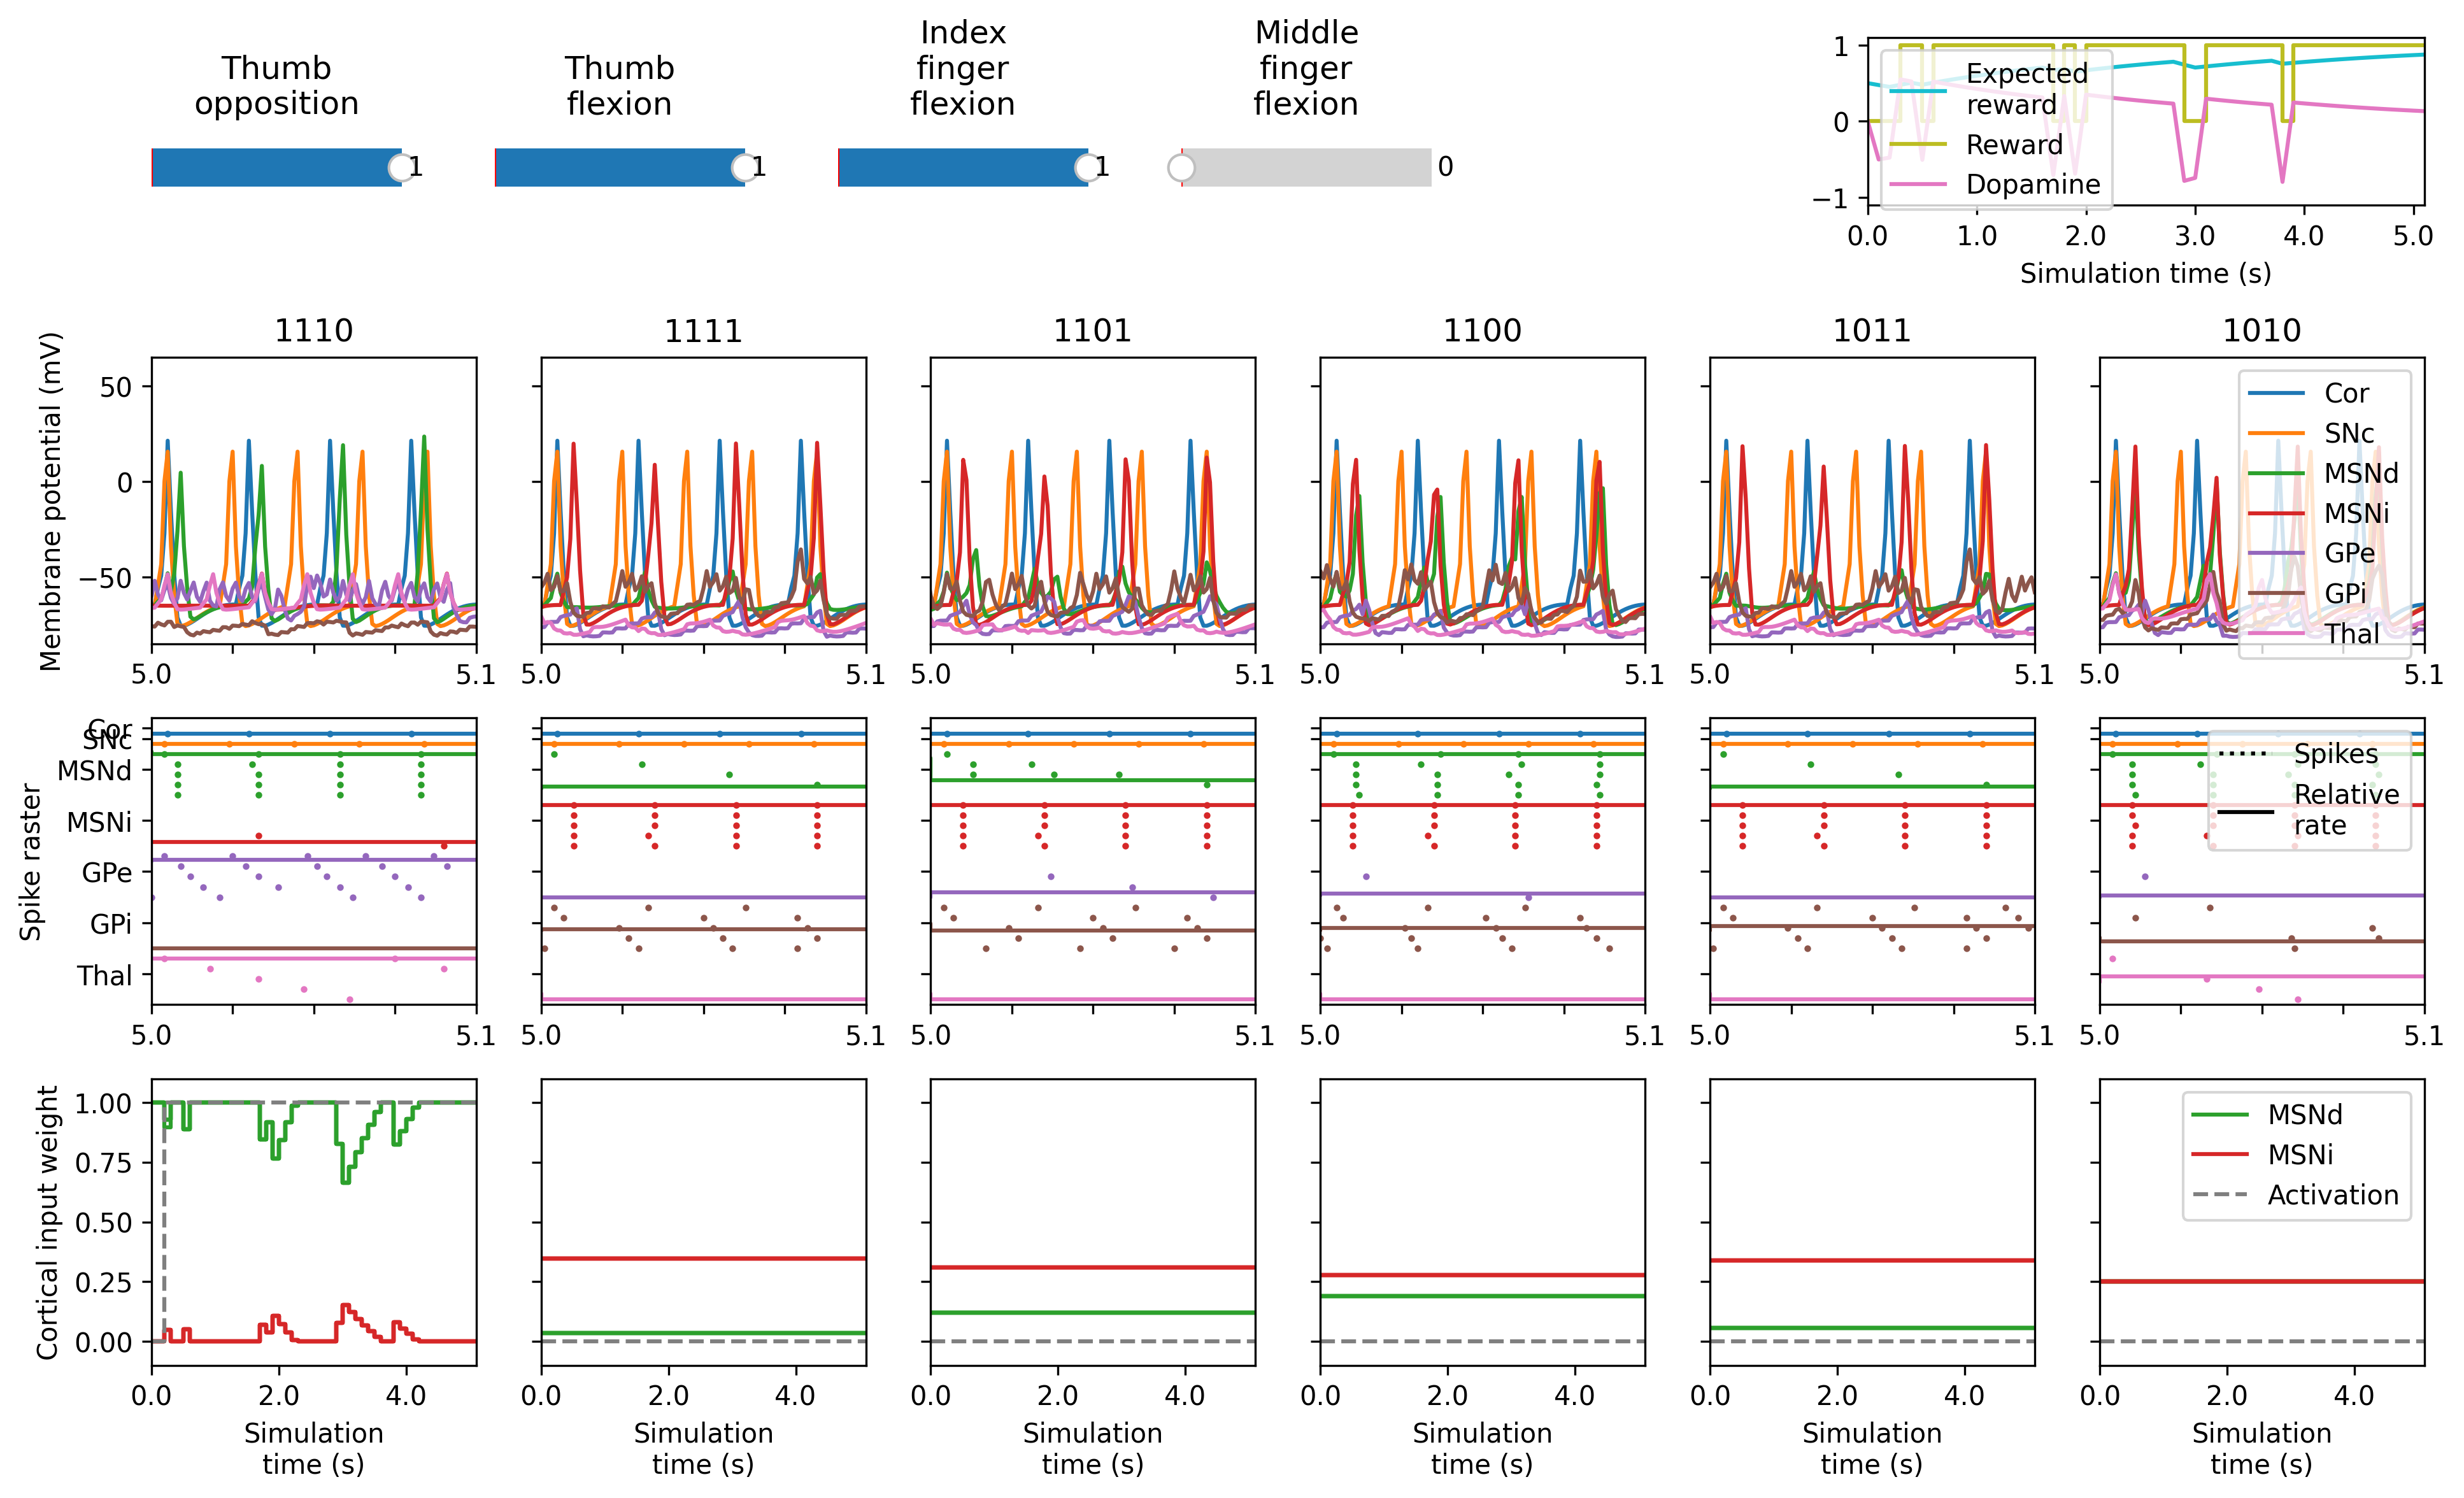 Thumb
opposition
Thumb
flexion
Index
finger
flexion
Middle
finger
flexion
1
1
1
0
1
0
−1
Expected
reward
Reward
Dopamine
0.0 1.0 2.0 3.0 4.0 5.0
Simulation time (s)
1110 1111 1101 1100 1011 1010
Membrane potential (mV)
50
0
−50
Cor
SNc
MSNd
MSNi
GPe
GPi
Thal
5.0 5.1 5.0 5.1 5.0 5.1 5.0 5.1 5.0 5.1 5.0 5.1
Spike raster
Cor
SNc
MSNd
MSNi
GPe
GPi
Thal
Spikes
Relative
rate
5.0 5.1 5.0 5.1 5.0 5.1 5.0 5.1 5.0 5.1 5.0 5.1
Cortical input weight
1.00
0.75
0.50
0.25
0.00
MSNd
MSNi
Activation
0.0 2.0 4.0 0.0 2.0 4.0 0.0 2.0 4.0 0.0 2.0 4.0 0.0 2.0 4.0 0.0 2.0 4.0
Simulation
time (s)
Simulation
time (s)
Simulation
time (s)
Simulation
time (s)
Simulation
time (s)
Simulation
time (s)